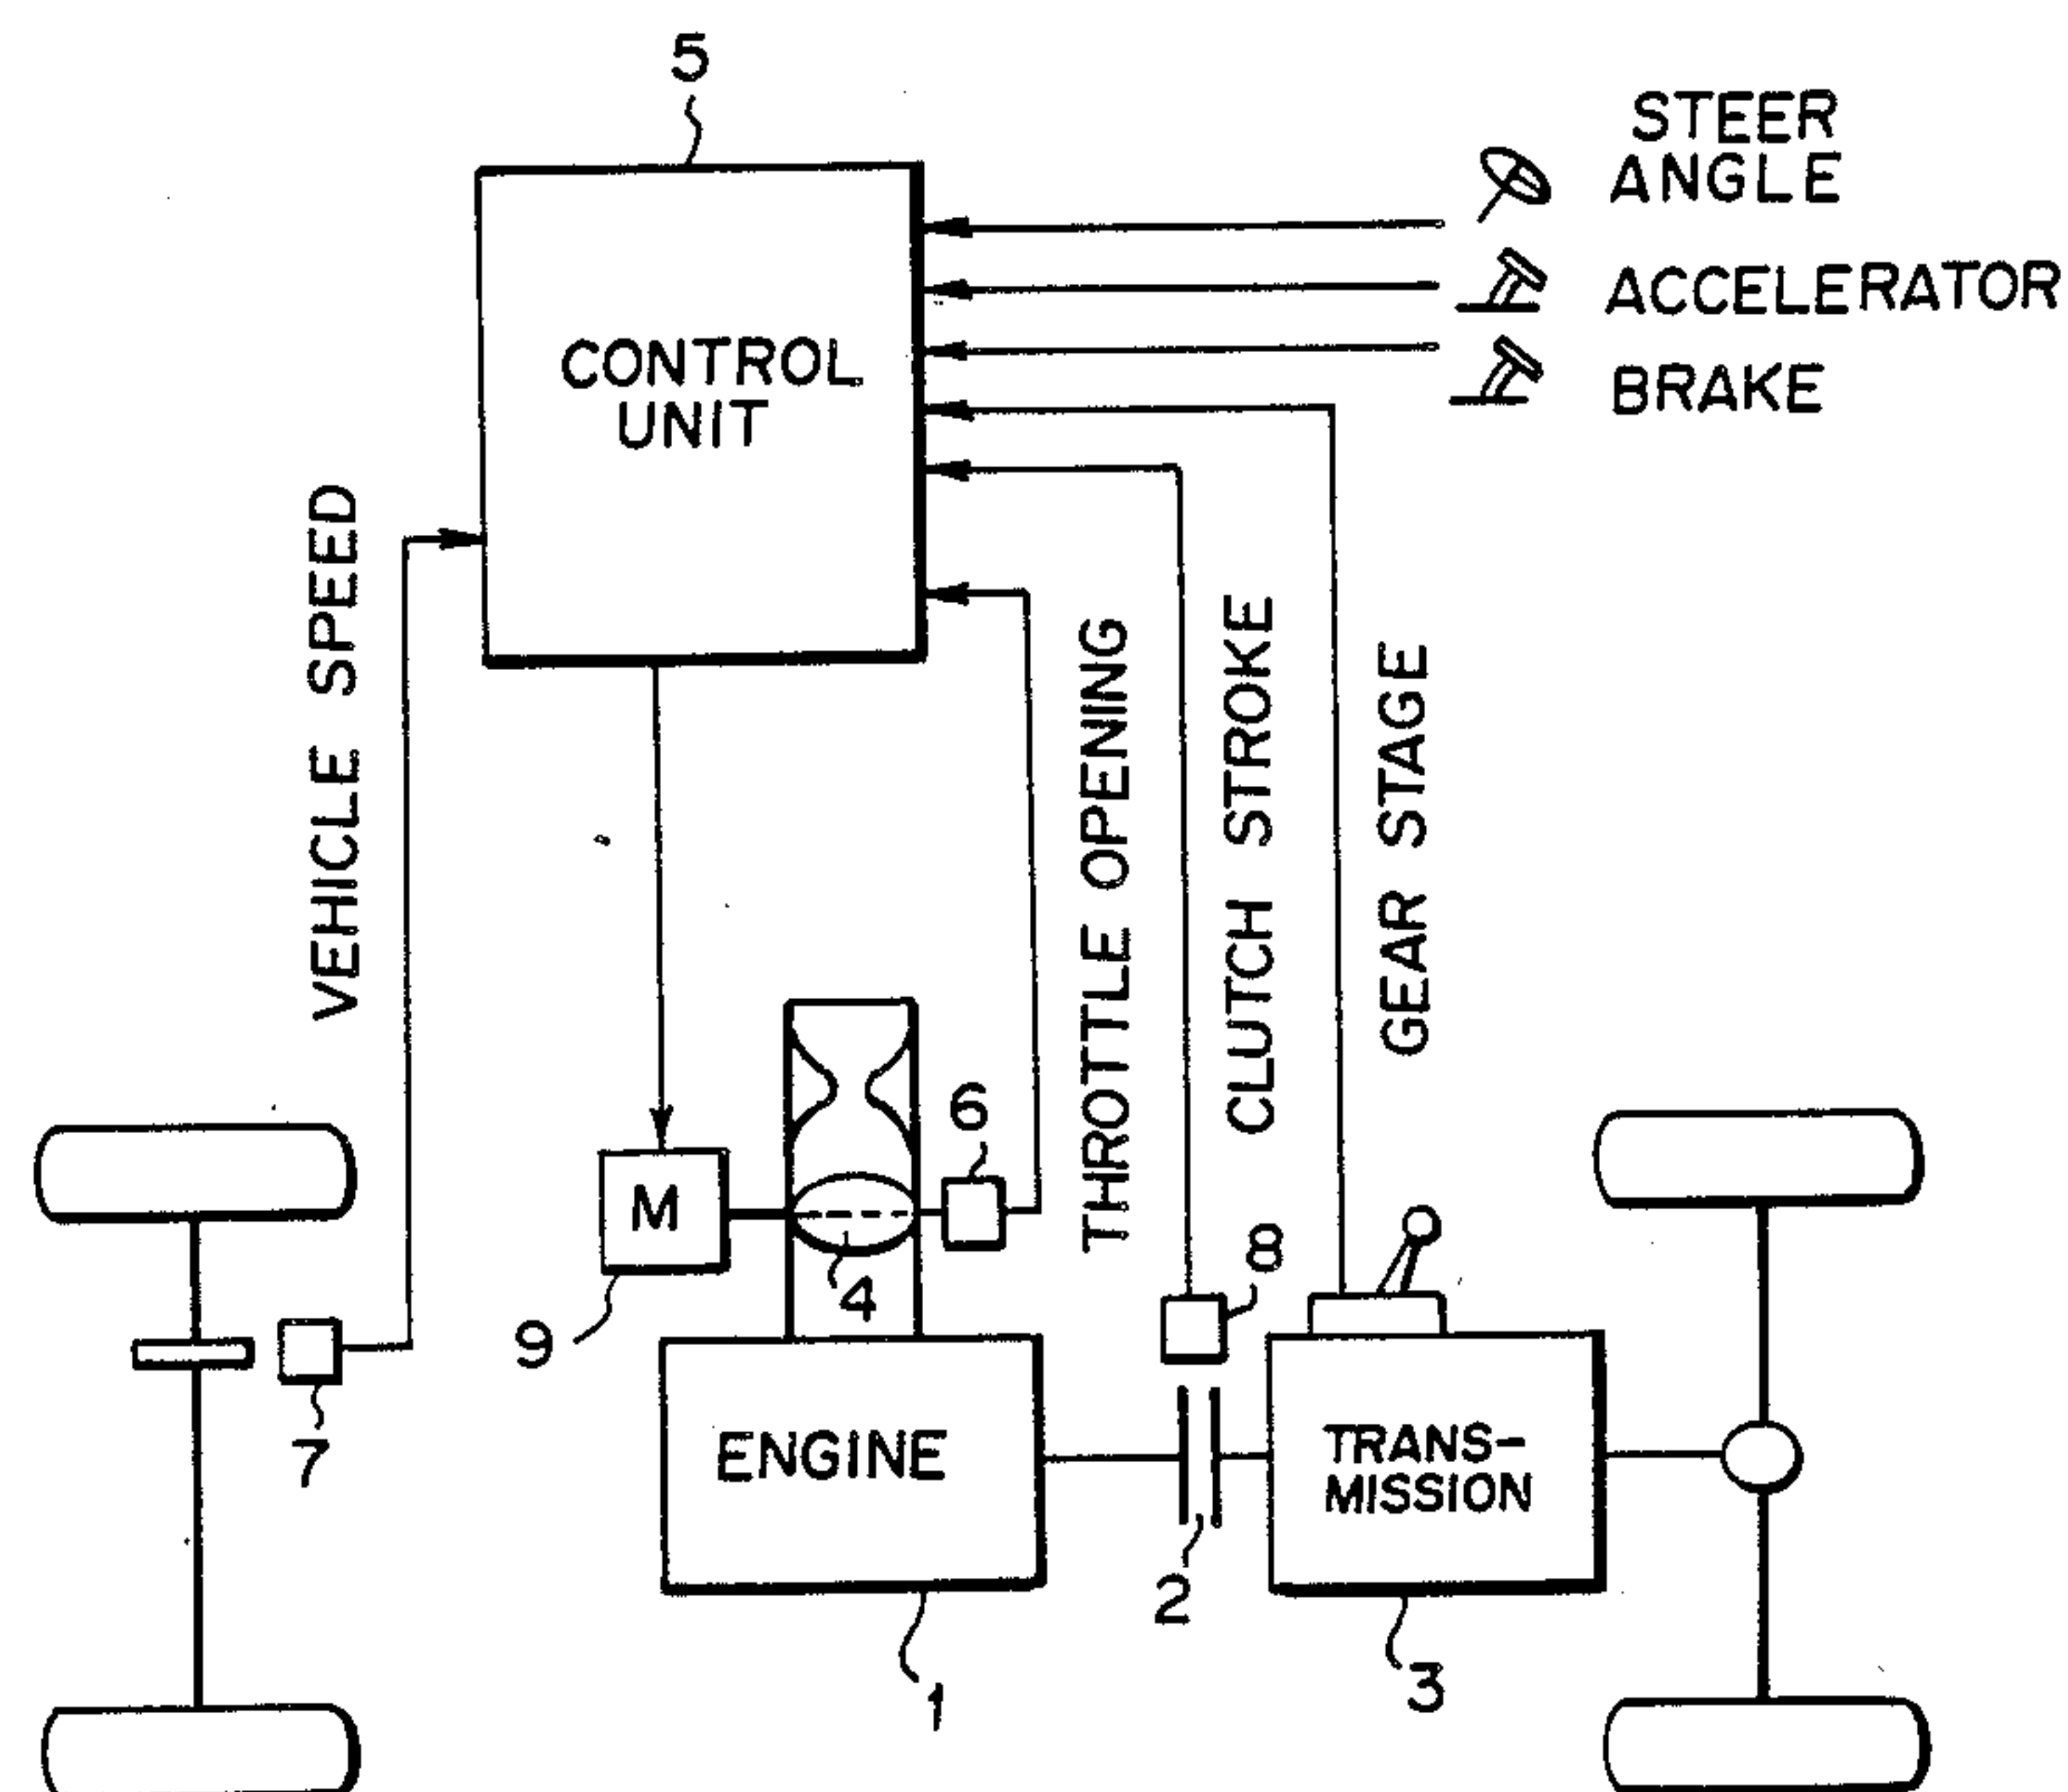 5
STEER
ANGLE
ACCELERATOR
BRAKE
CONTROL
UNIT
VEHICLE SPEED
THROTTLE OPENING
CLUTCH STROKE
GEAR STAGE
6
M
4
8
9
7
ENGINE
TRANS-
MISSION
2
1
3